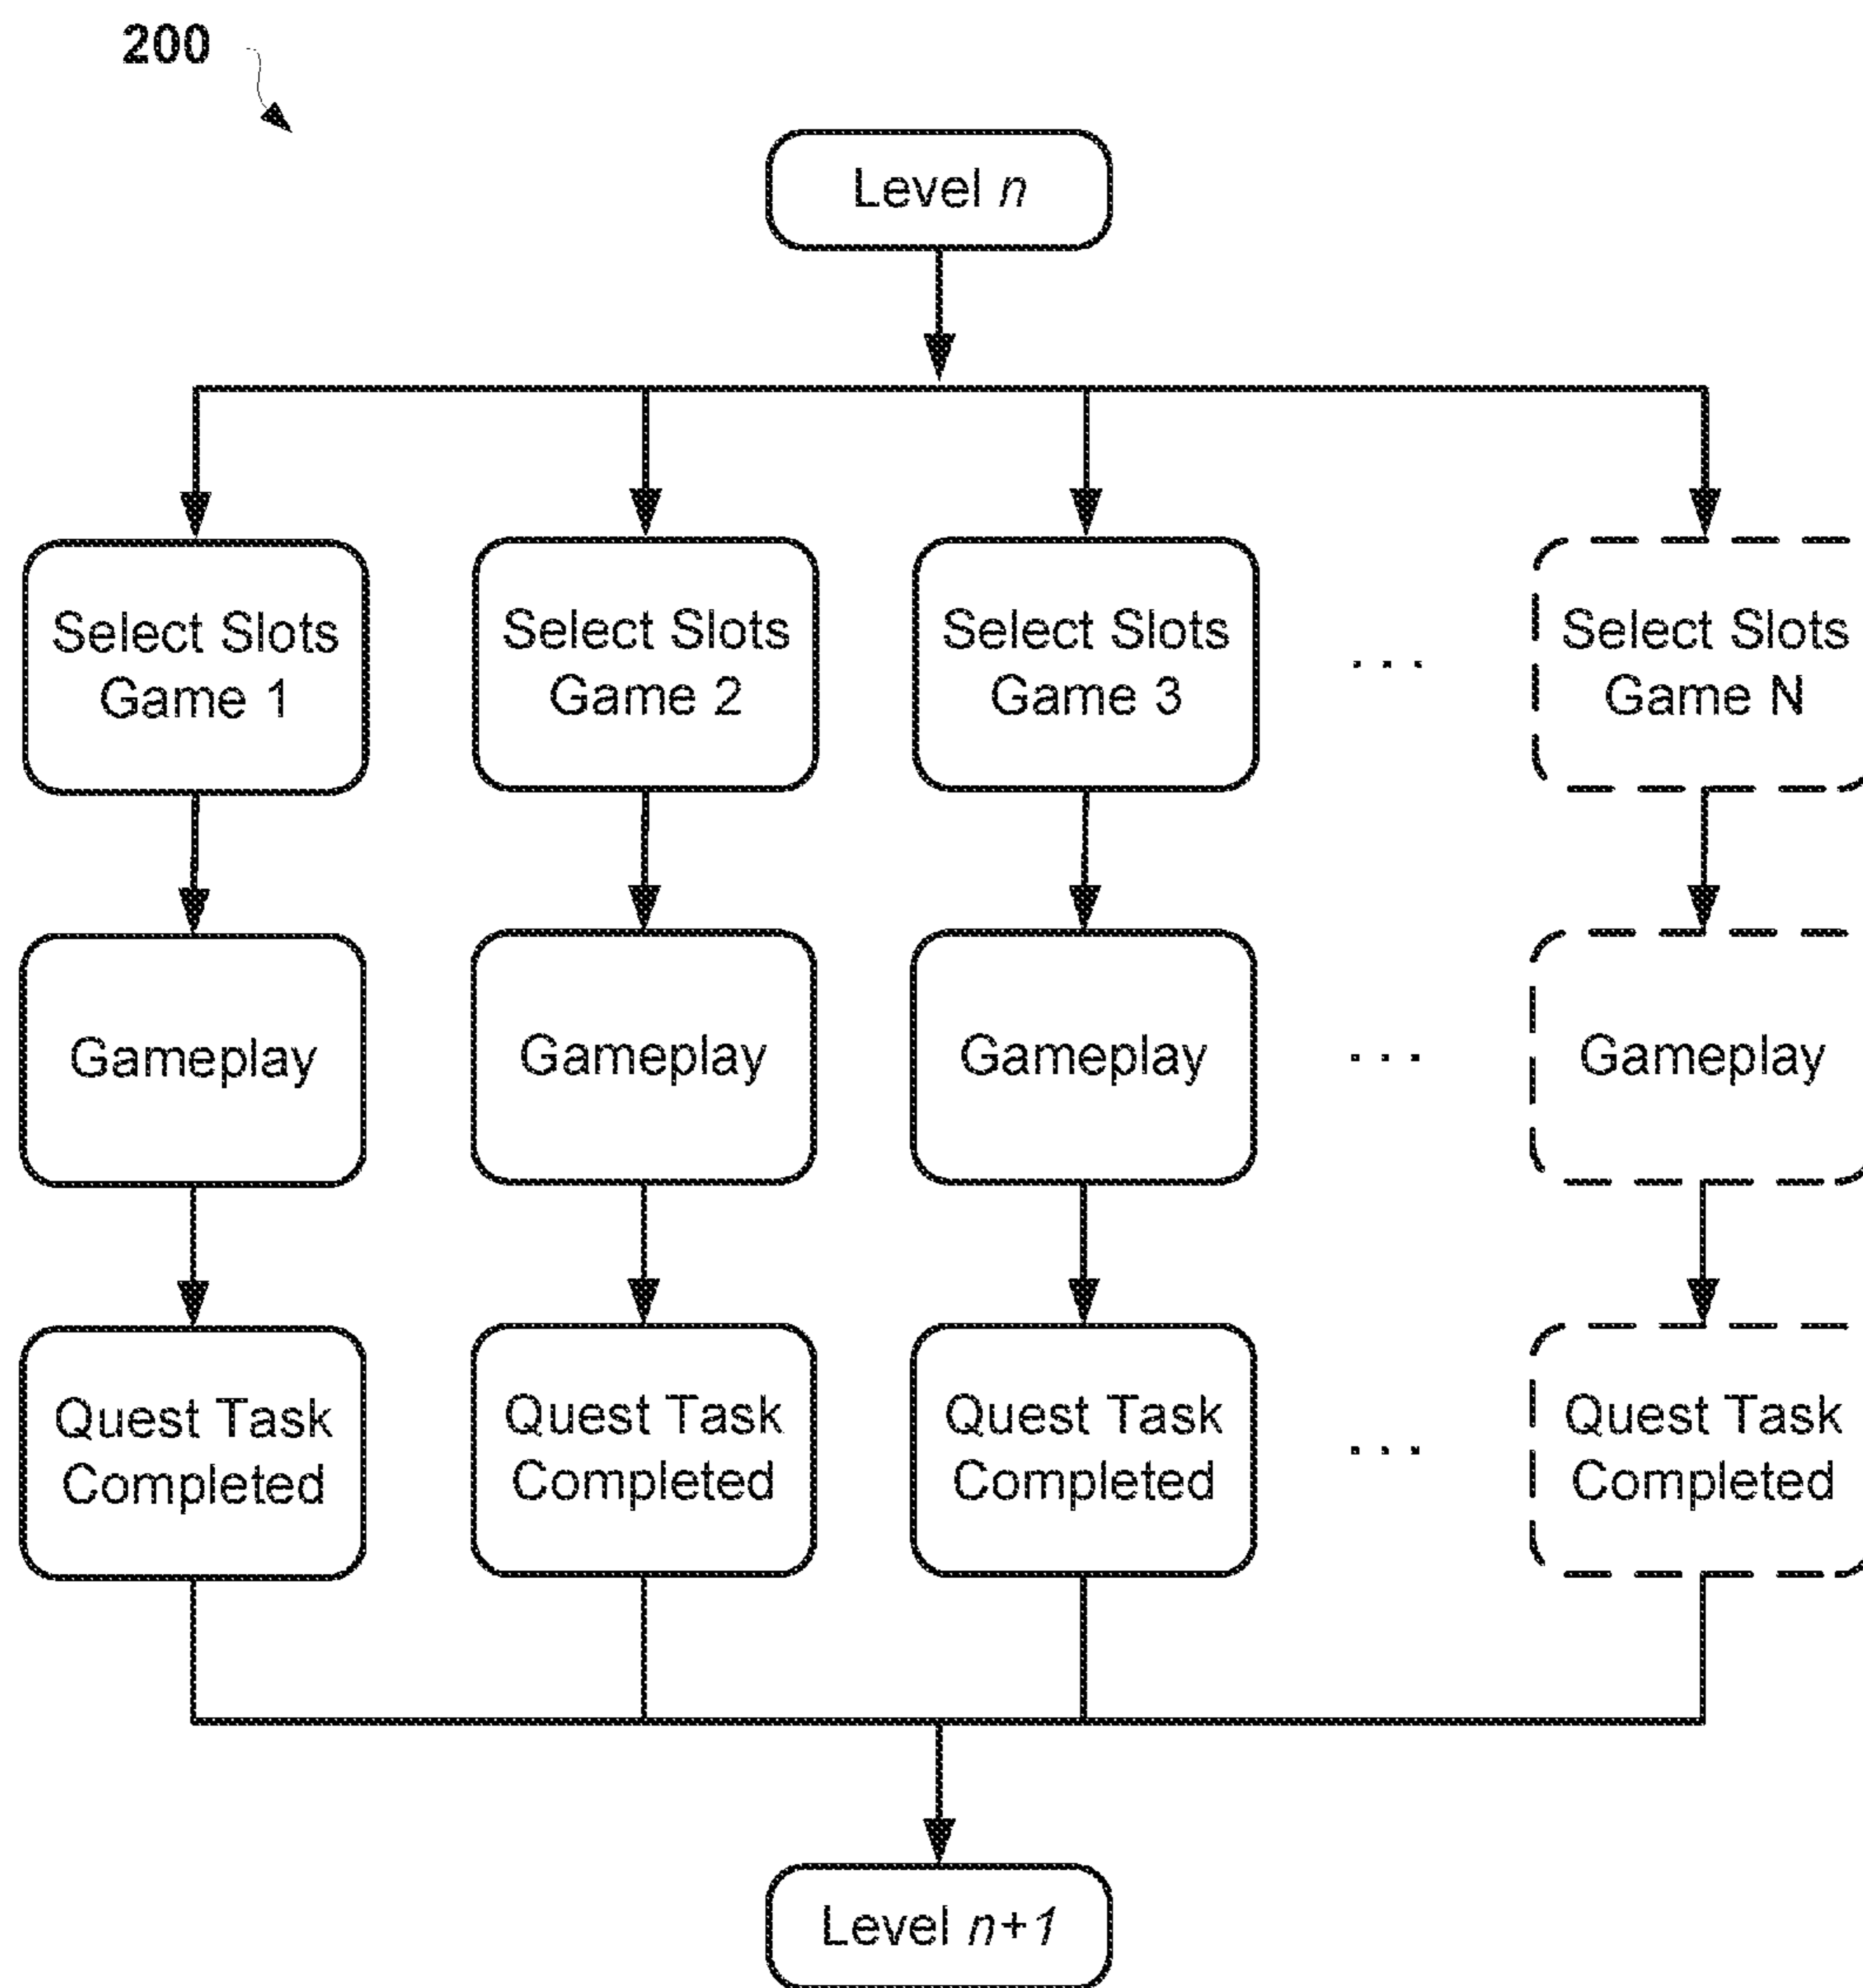 200
Level n
Select Slots
Game 1
Select Slots
Game 2
Select Slots
Game 3
...
Select Slots
Game N
Gameplay
Gameplay
Gameplay
...
Gameplay
Quest Task
Completed
Quest Task
Completed
Quest Task
Completed
...
Quest Task
Completed
Level n+1